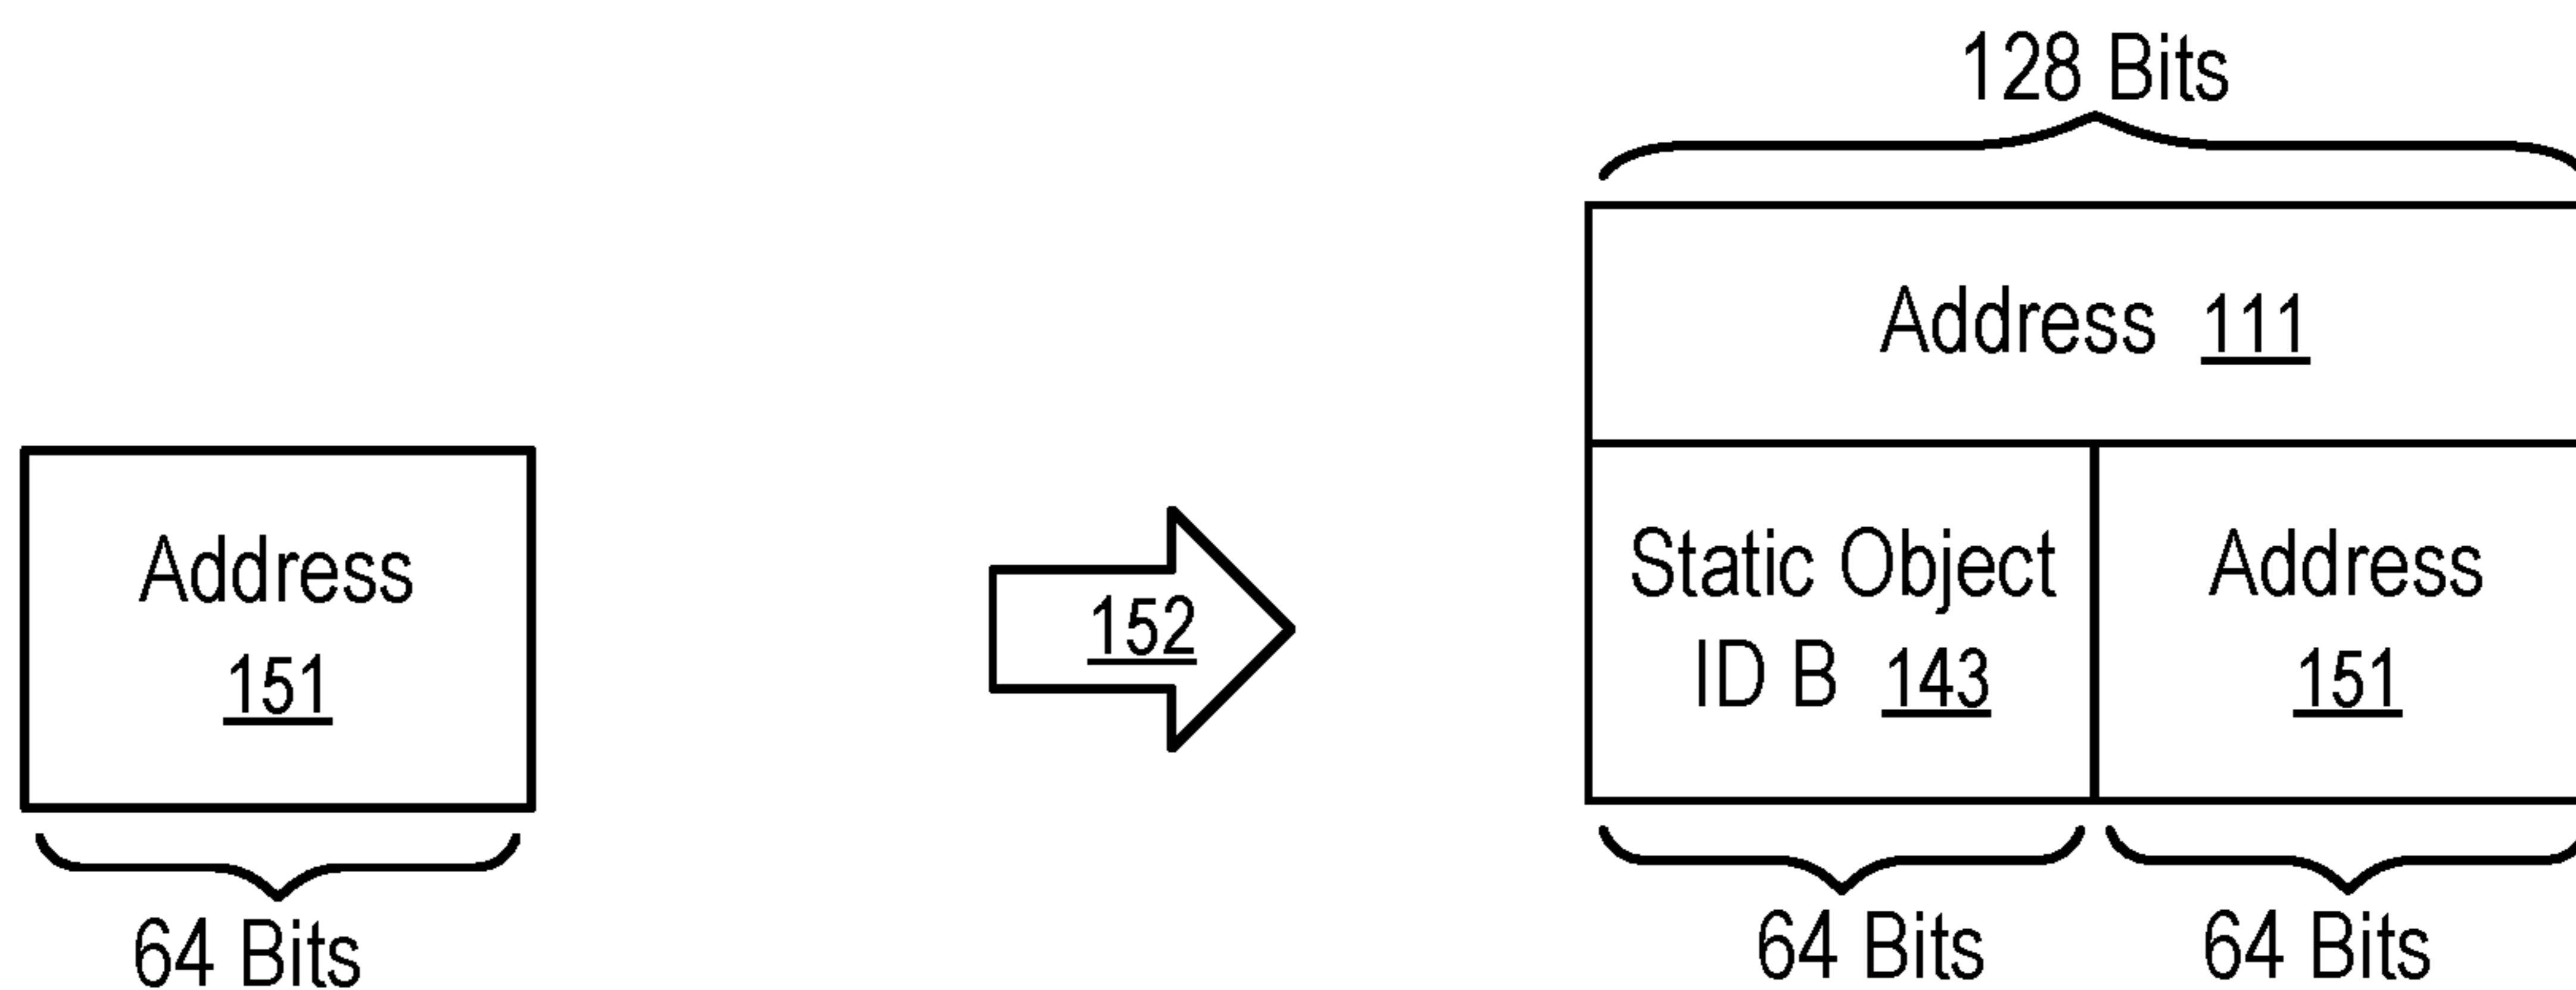 128 Bits
Address 111
Address
151
152
Static Object
ID B 143
Address
151
64 Bits
64 Bits
64 Bits